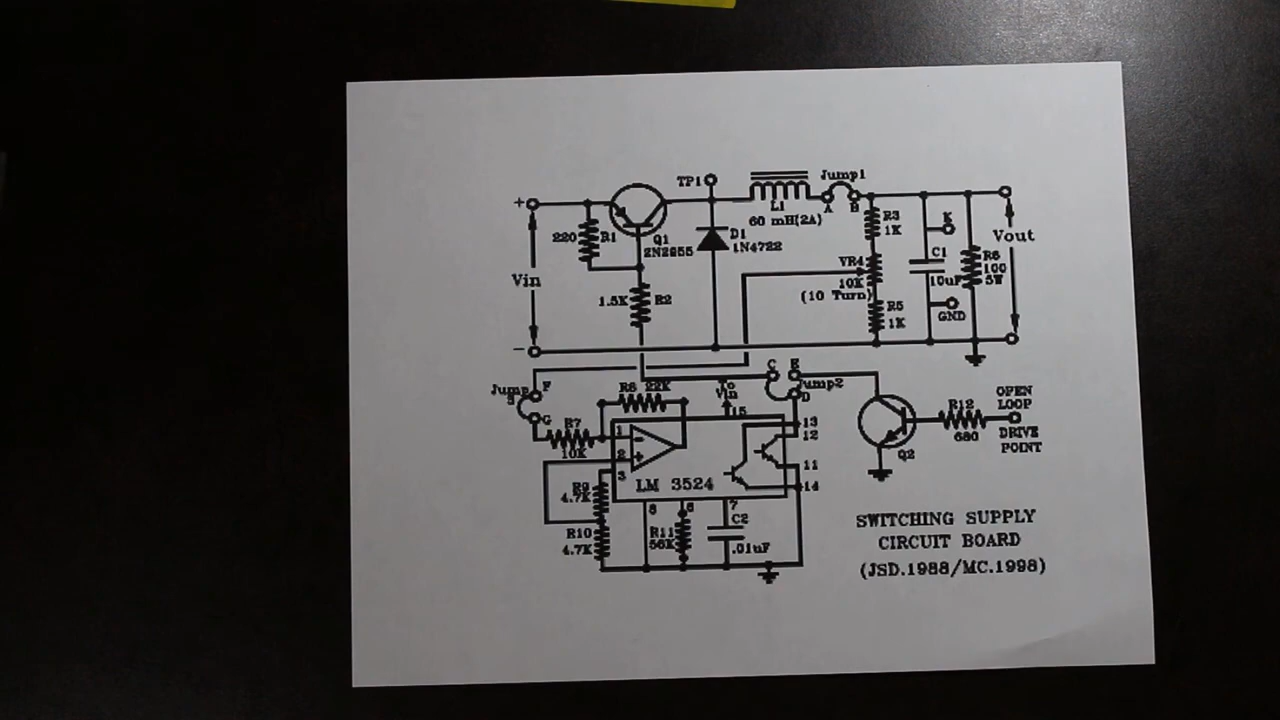 TP1
Jump1
+
L1
A
B
60 mH(2A)
220
R1
Q1
2N2955
D1
1N4722
R3
1K
K
Vout
VR4
10K
(10 Turn)
C1
10uF
R6
100
5W
Vin
1.5K
R2
R5
1K
GND
−
C
E
Jump
3
F
R8
22K
To
Vin
Jump2
D
OPEN
LOOP
G
R7
10K
15
13
12
R12
680
DRIVE
POINT
1
−
2
+
Q2
3
LM 3524
11
14
R9
4.7K
8
6
7
C2
R10
4.7K
R11
56K
.01uF
SWITCHING SUPPLY
CIRCUIT BOARD
(JSD.1988/MC.1998)